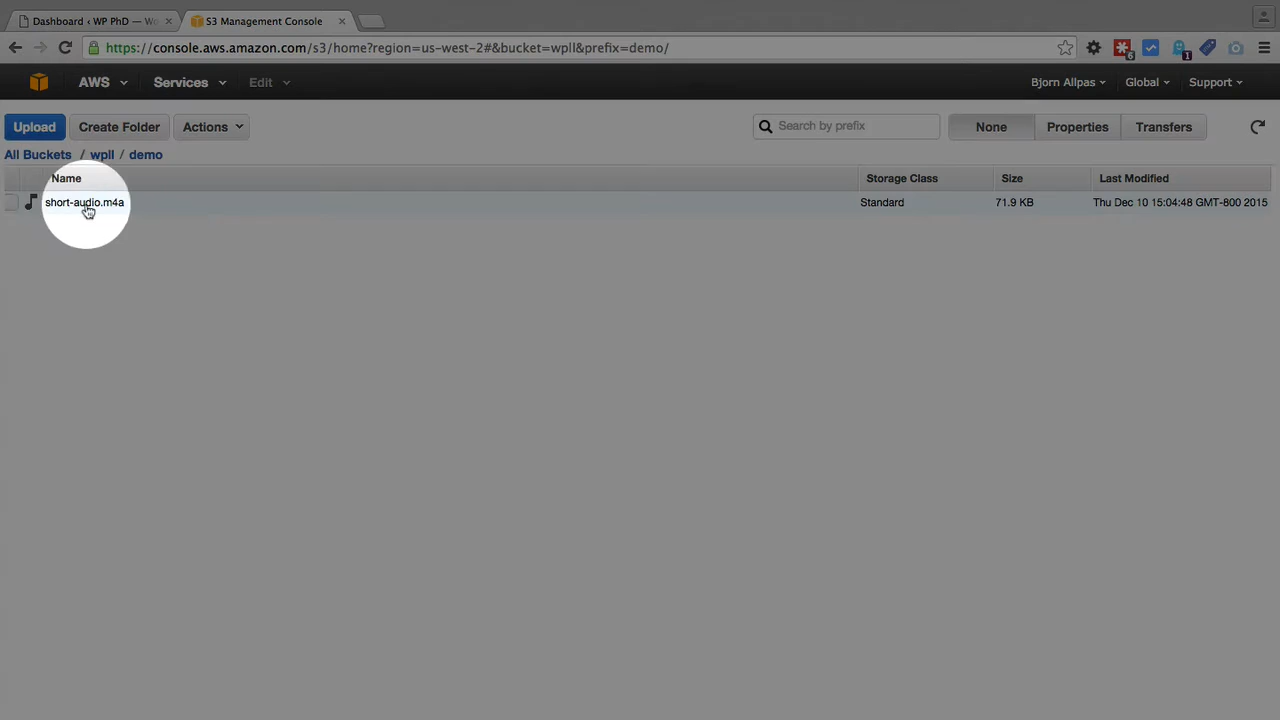 Dashboard ‹ WP PhD — Wo
S3 Management Console
https://console.aws.amazon.com/s3/home?region=us-west-2#&bucket=wpll&prefix=demo/
6
1
AWS Services Edit Bjorn Allpas Global Support
Upload Create Folder Actions Search by prefix None Properties Transfers
All Buckets / wpll / demo
Name Storage Class Size Last Modified
short-audio.m4a Standard 71.9 KB Thu Dec 10 15:04:48 GMT-800 2015